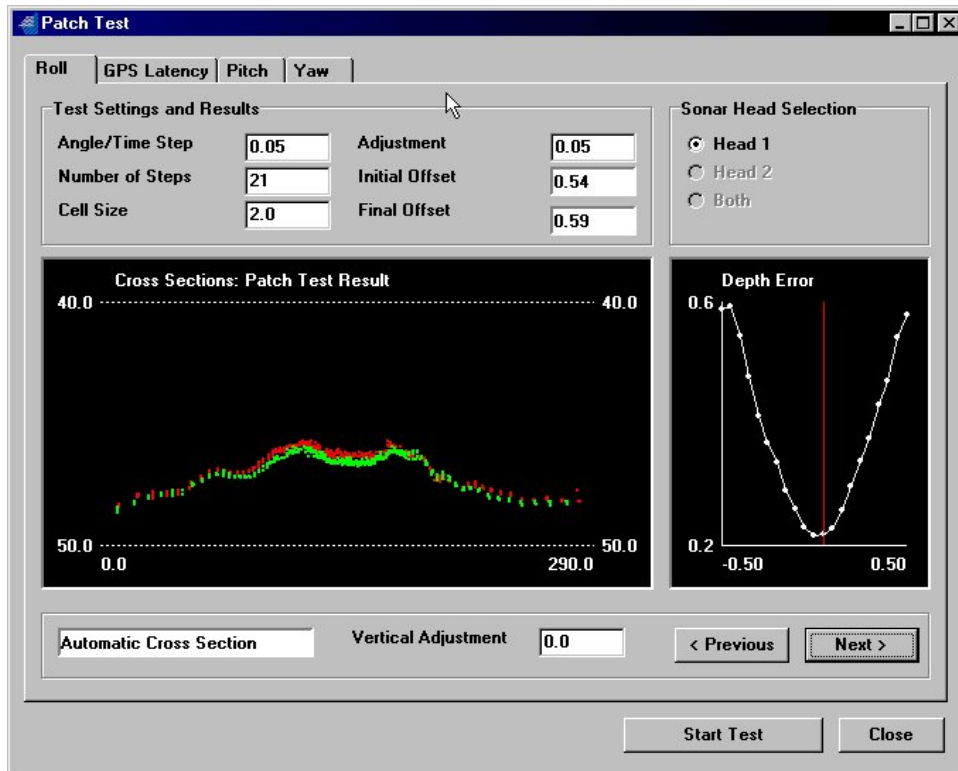 Patch Test
Roll
GPS Latency
Pitch
Yaw
Test Settings and Results
Angle/Time Step
0.05
Adjustment
0.05
Number of Steps
21
Initial Offset
0.54
Cell Size
2.0
Final Offset
0.59
Sonar Head Selection
Head 1
Head 2
Both
Cross Sections: Patch Test Result
40.0
40.0
50.0
50.0
0.0
290.0
Depth Error
0.6
0.2
-0.50
0.50
Automatic Cross Section
Vertical Adjustment
0.0
< Previous
Next >
Start Test
Close